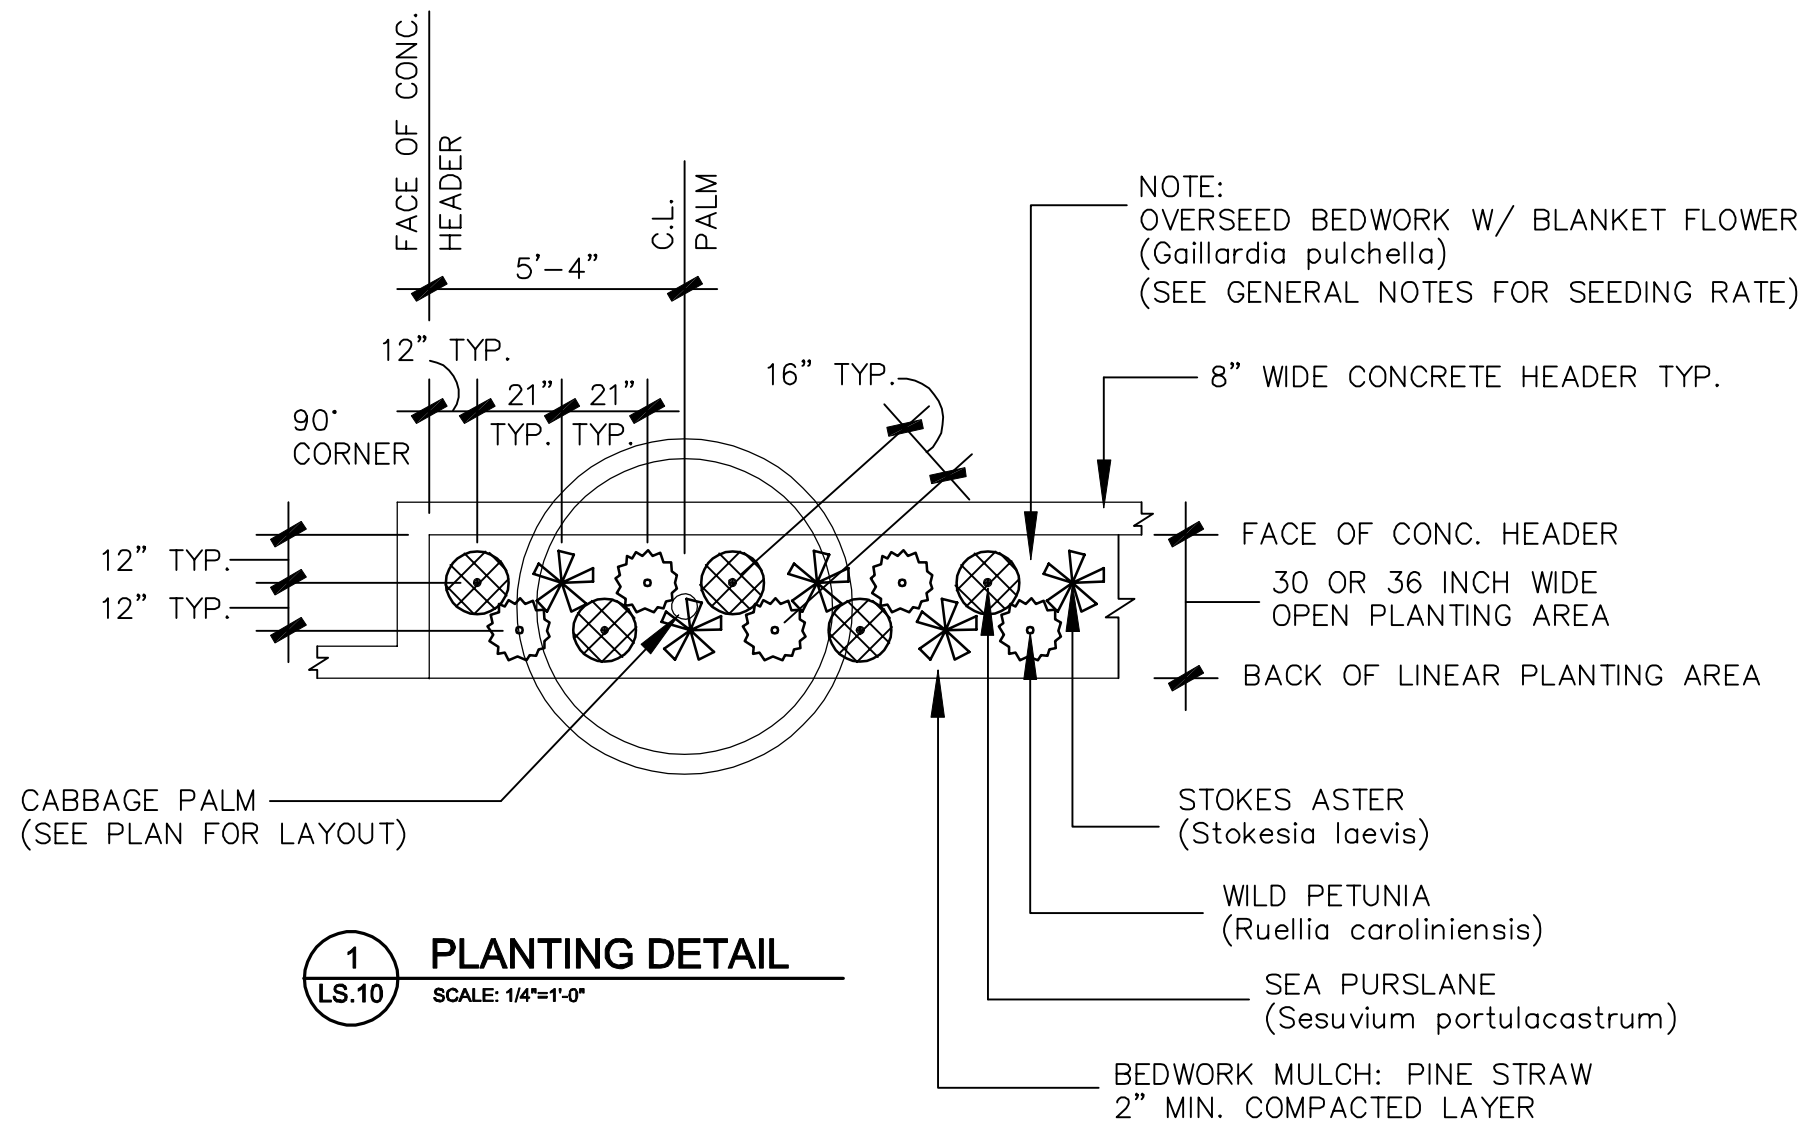 FACE OF CONC.
HEADER
C.L.
PALM
5'-4"
12" TYP.
21"
TYP.
21"
TYP.
16" TYP.
90°
CORNER
12" TYP.
12" TYP.
NOTE:
OVERSEED BEDWORK W/ BLANKET FLOWER
(Gaillardia pulchella)
(SEE GENERAL NOTES FOR SEEDING RATE)
8" WIDE CONCRETE HEADER TYP.
FACE OF CONC. HEADER
30 OR 36 INCH WIDE
OPEN PLANTING AREA
BACK OF LINEAR PLANTING AREA
CABBAGE PALM
(SEE PLAN FOR LAYOUT)
STOKES ASTER
(Stokesia laevis)
WILD PETUNIA
(Ruellia caroliniensis)
SEA PURSLANE
(Sesuvium portulacastrum)
BEDWORK MULCH: PINE STRAW
2" MIN. COMPACTED LAYER
1
LS.10
PLANTING DETAIL
SCALE: 1/4"=1'-0"